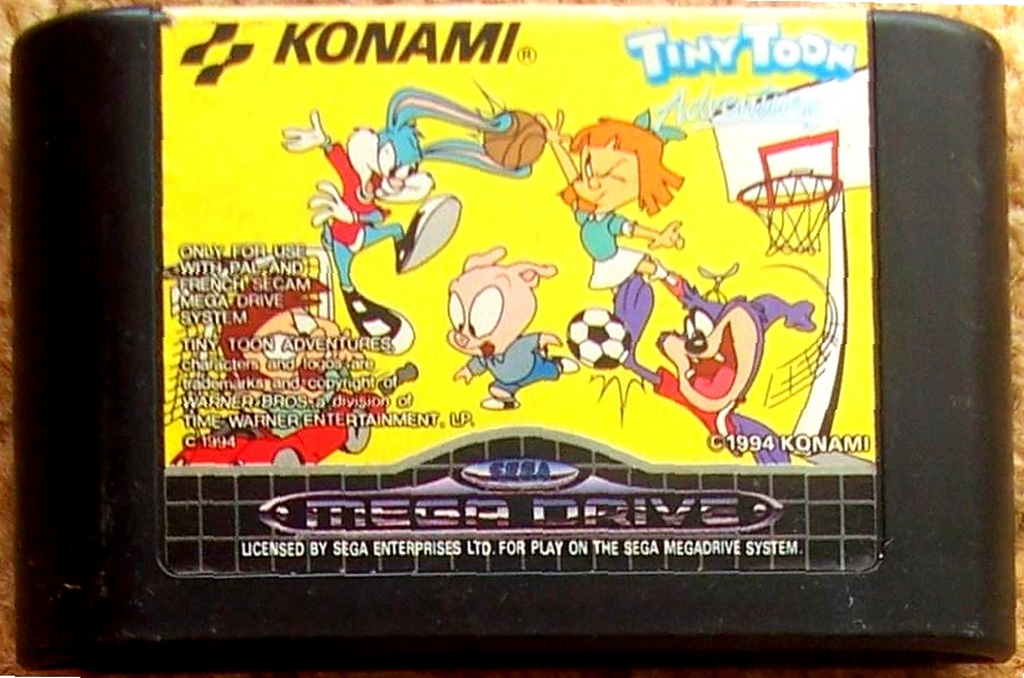 KONAMI®
TINY TOON
Adventures
ONLY FOR USE
WITH PAL AND
FRENCH SECAM
MEGA DRIVE
SYSTEM
TINY TOON ADVENTURES,
characters and logos are
trademarks and copyright of
WARNER BROS a division of
TIME WARNER ENTERTAINMENT, LP.
© 1994
©1994 KONAMI
SEGA
MEGA DRIVE
LICENSED BY SEGA ENTERPRISES LTD. FOR PLAY ON THE SEGA MEGADRIVE SYSTEM.